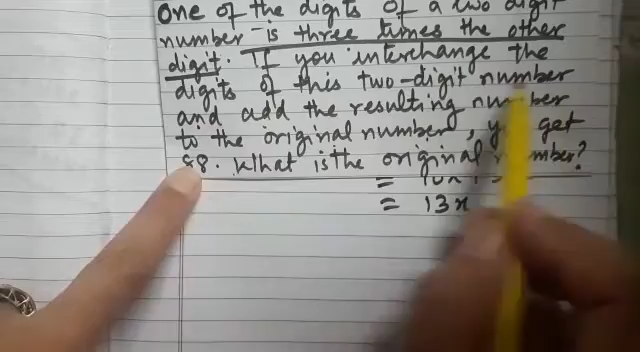 One of the digits of a two digit
number is three times the other
digit. If you interchange the
digits of this two-digit number
and add the resulting number
to the original number, you get
88. What is the original number?
=
= 13x